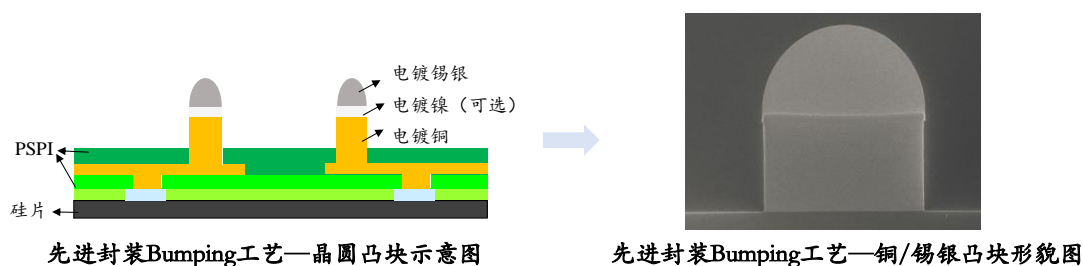 电镀锡银
电镀镍（可选）
电镀铜
PSPI
硅片
先进封装Bumping工艺—晶圆凸块示意图
先进封装Bumping工艺—铜/锡银凸块形貌图